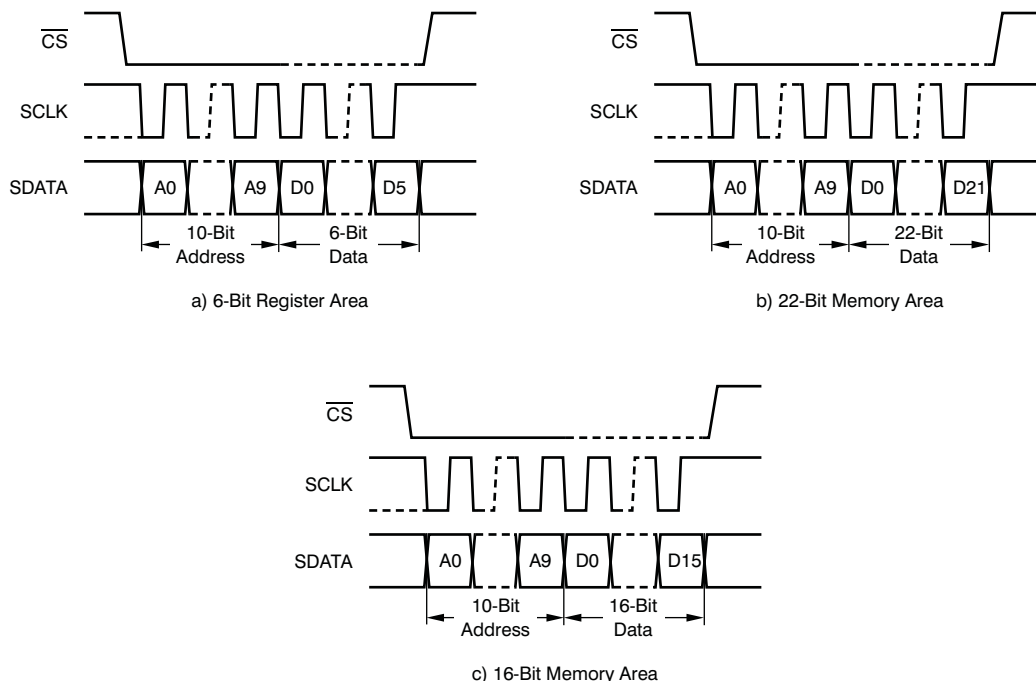 CS
SCLK
SDATA
A0
A9
D0
D5
10-Bit
Address
6-Bit
Data
a) 6-Bit Register Area
CS
SCLK
SDATA
A0
A9
D0
D21
10-Bit
Address
22-Bit
Data
b) 22-Bit Memory Area
CS
SCLK
SDATA
A0
A9
D0
D15
10-Bit
Address
16-Bit
Data
c) 16-Bit Memory Area